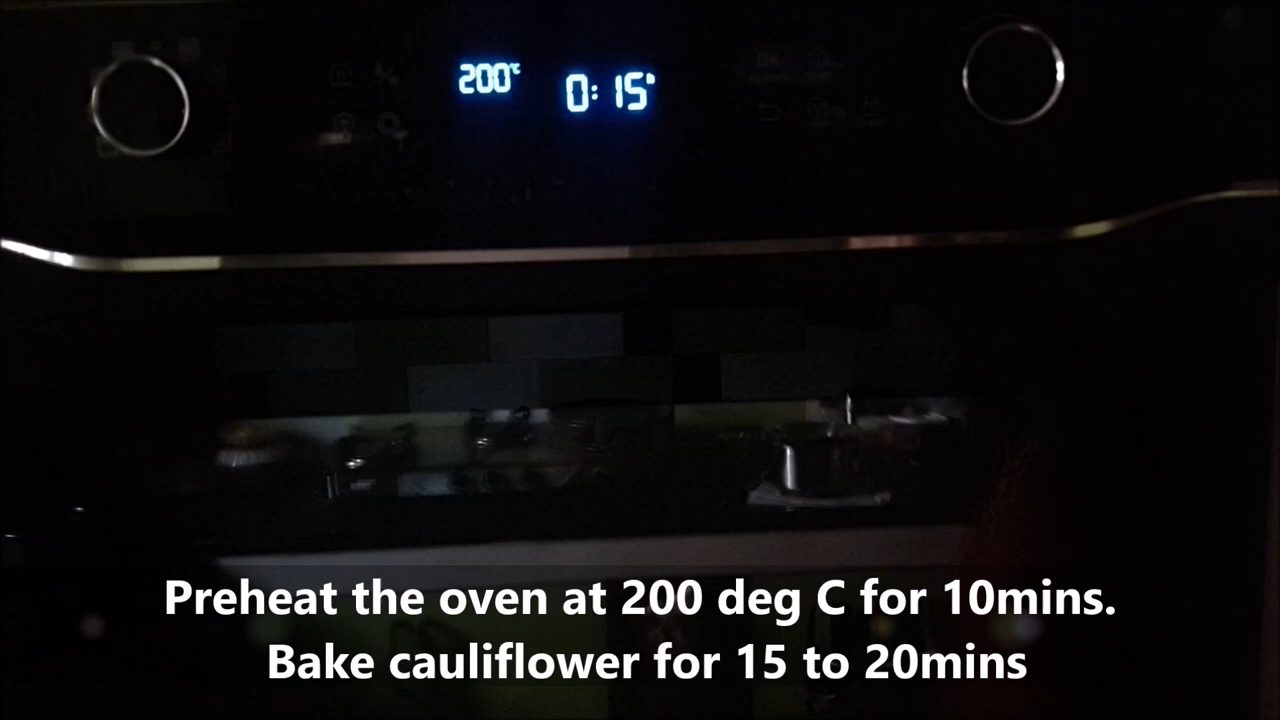 200°c 0:15
Preheat the oven at 200 deg C for 10mins.
Bake cauliflower for 15 to 20mins